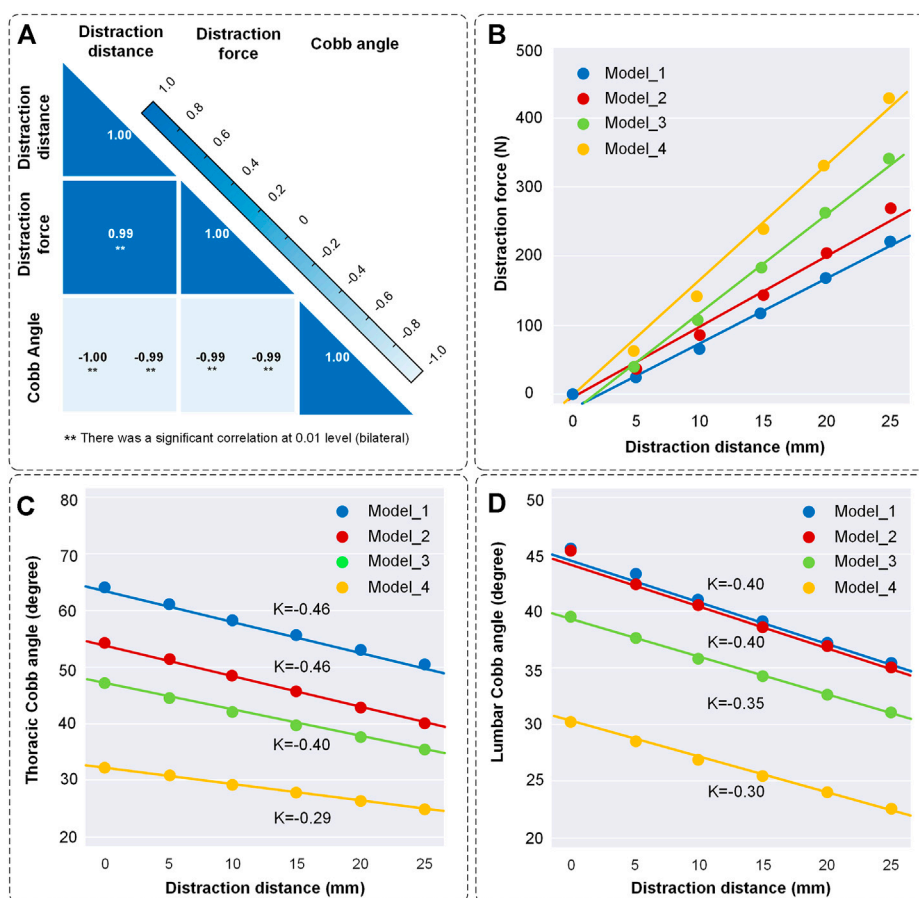 A
Distraction distance
Distraction force
Cobb angle
Distraction distance
1.00
Distraction force
0.99
**
1.00
Cobb Angle
-1.00 -0.99 -0.99 -0.99
** ** ** **
1.00
1.0
0.8
0.6
0.4
0.2
0
-0.2
-0.4
-0.6
-0.8
-1.0
** There was a significant correlation at 0.01 level (bilateral)
B
Distraction force (N)
500
400
300
200
100
0
Model_1
Model_2
Model_3
Model_4
0 5 10 15 20 25
Distraction distance (mm)
C
Thoracic Cobb angle (degree)
80
70
60
50
40
30
20
Model_1
Model_2
Model_3
Model_4
K=-0.46
K=-0.46
K=-0.40
K=-0.29
0 5 10 15 20 25
Distraction distance (mm)
D
Lumbar Cobb angle (degree)
50
45
40
35
30
25
20
Model_1
Model_2
Model_3
Model_4
K=-0.40
K=-0.40
K=-0.35
K=-0.30
0 5 10 15 20 25
Distraction distance (mm)